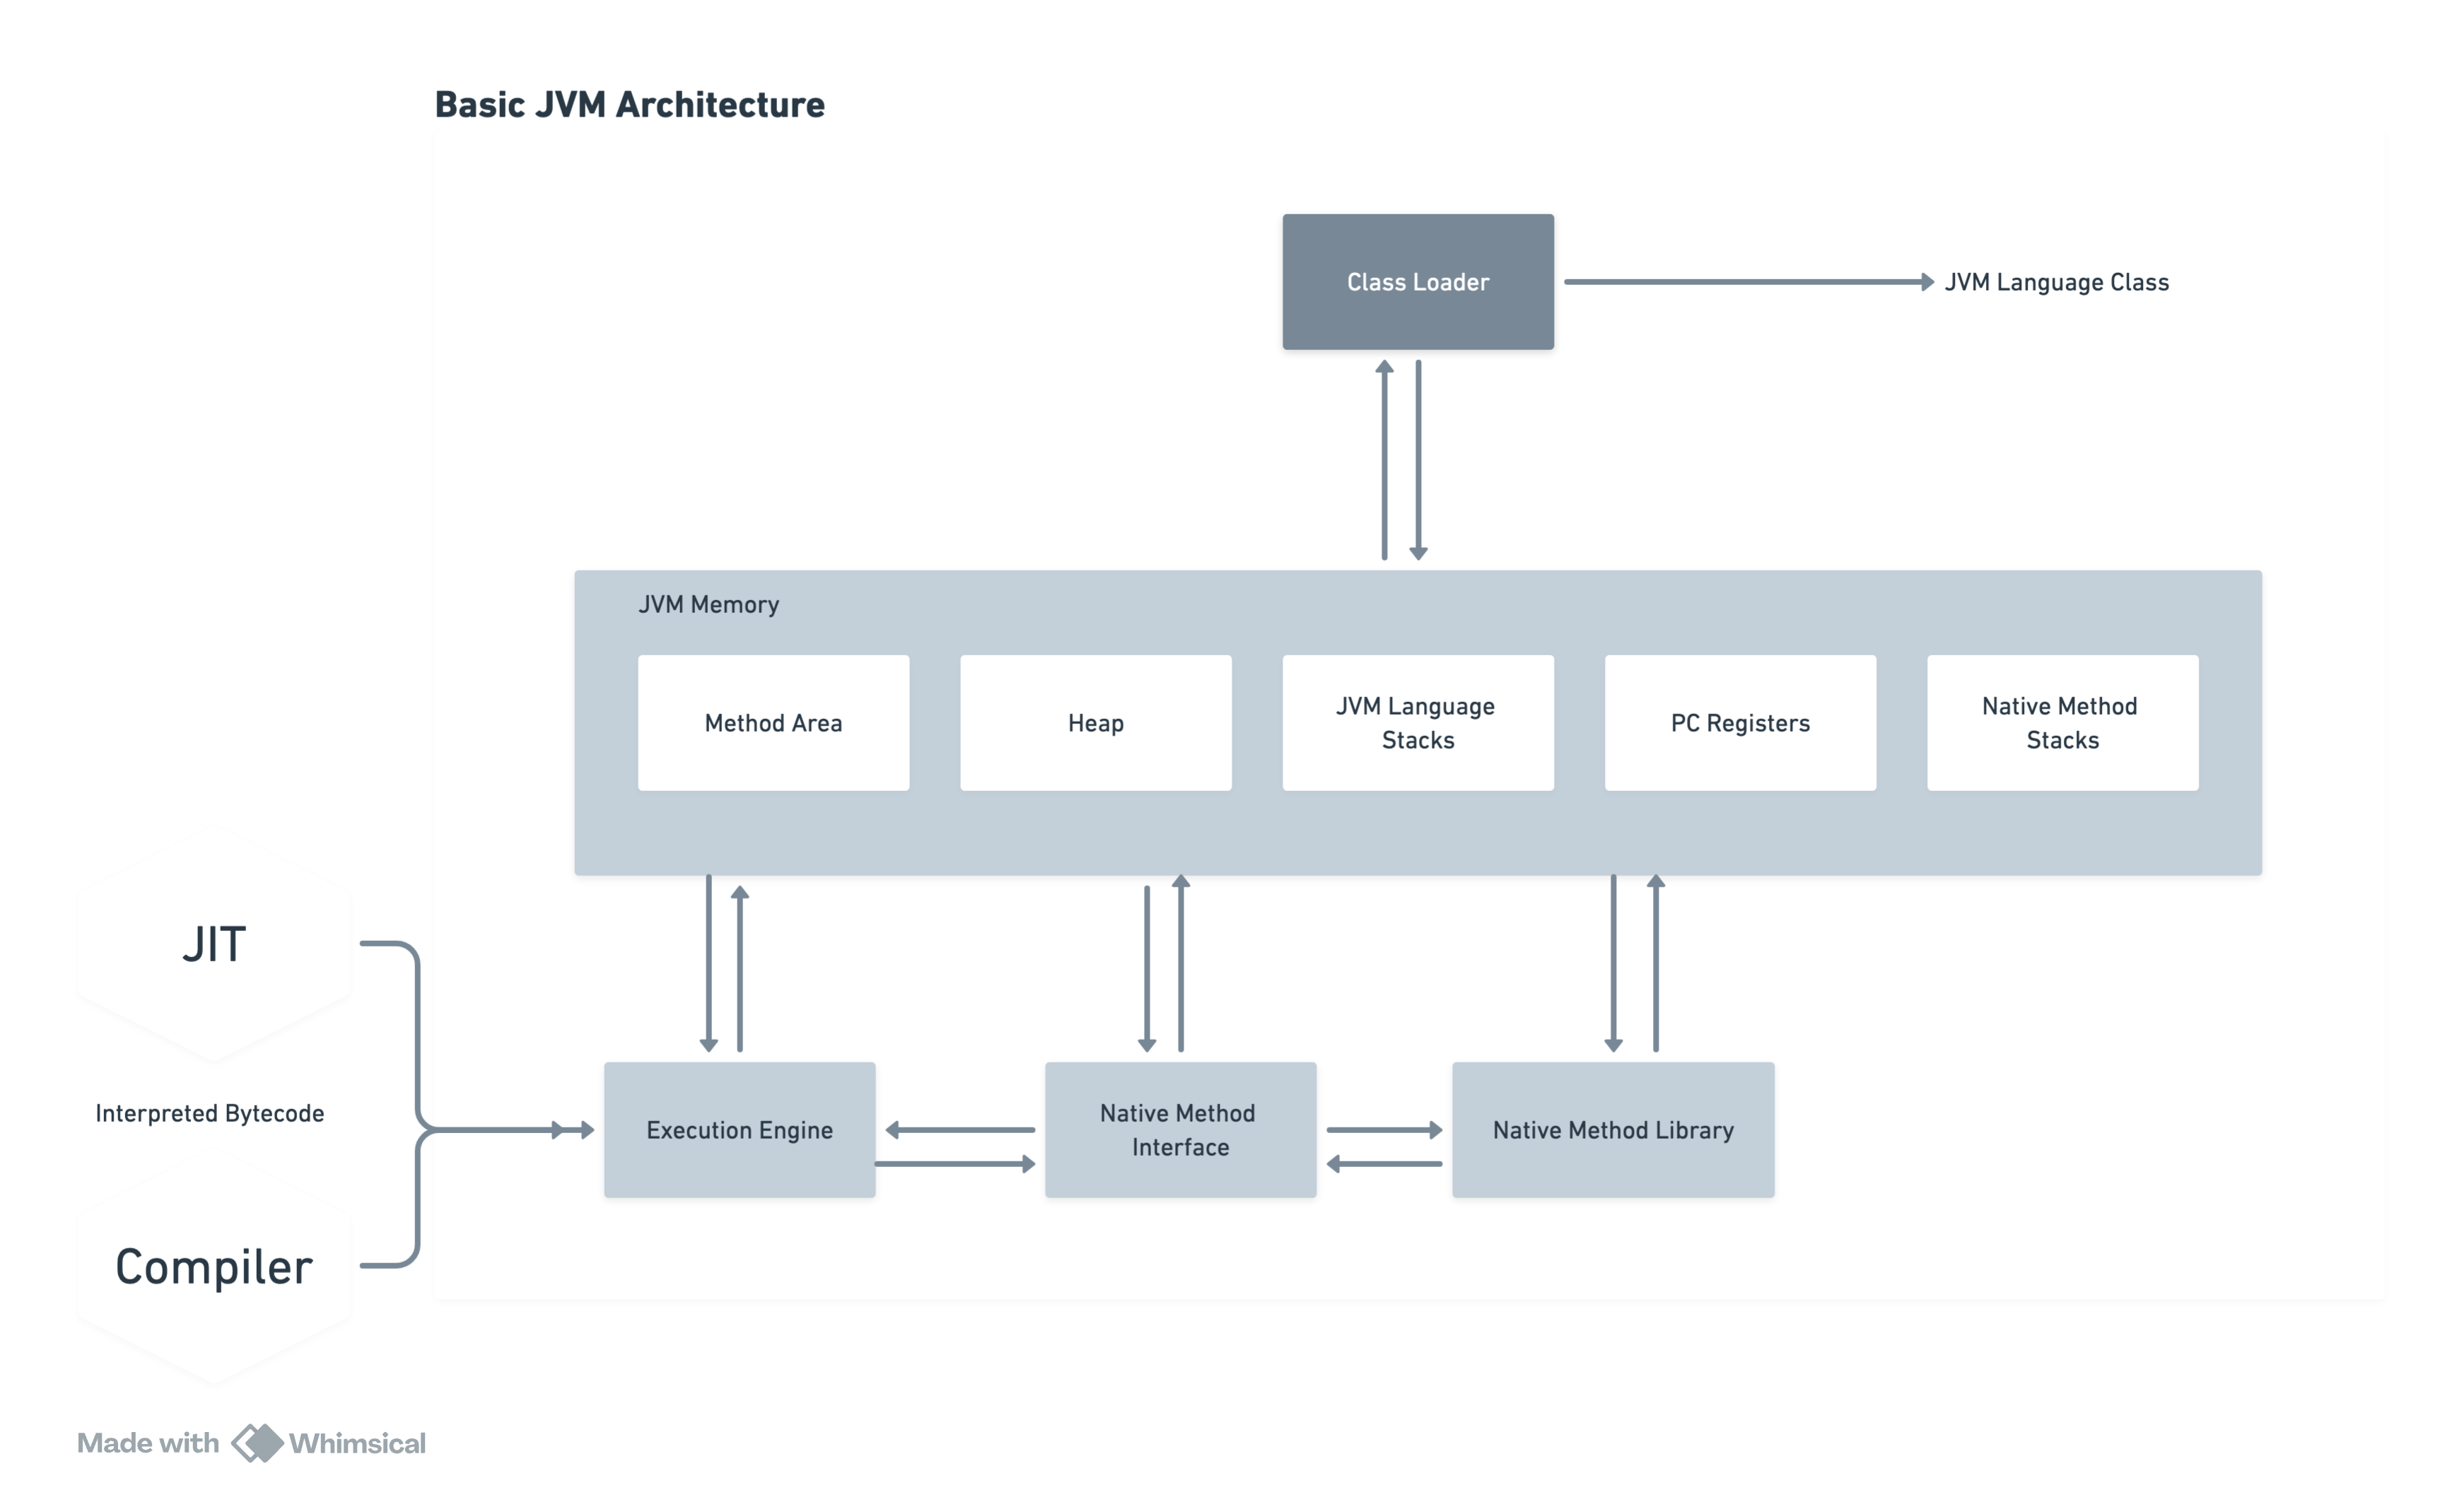 Basic JVM Architecture
Class Loader
JVM Language Class
JVM Memory
Method Area
Heap
JVM Language
Stacks
PC Registers
Native Method
Stacks
JIT
Interpreted Bytecode
Compiler
Execution Engine
Native Method
Interface
Native Method Library
Made with Whimsical